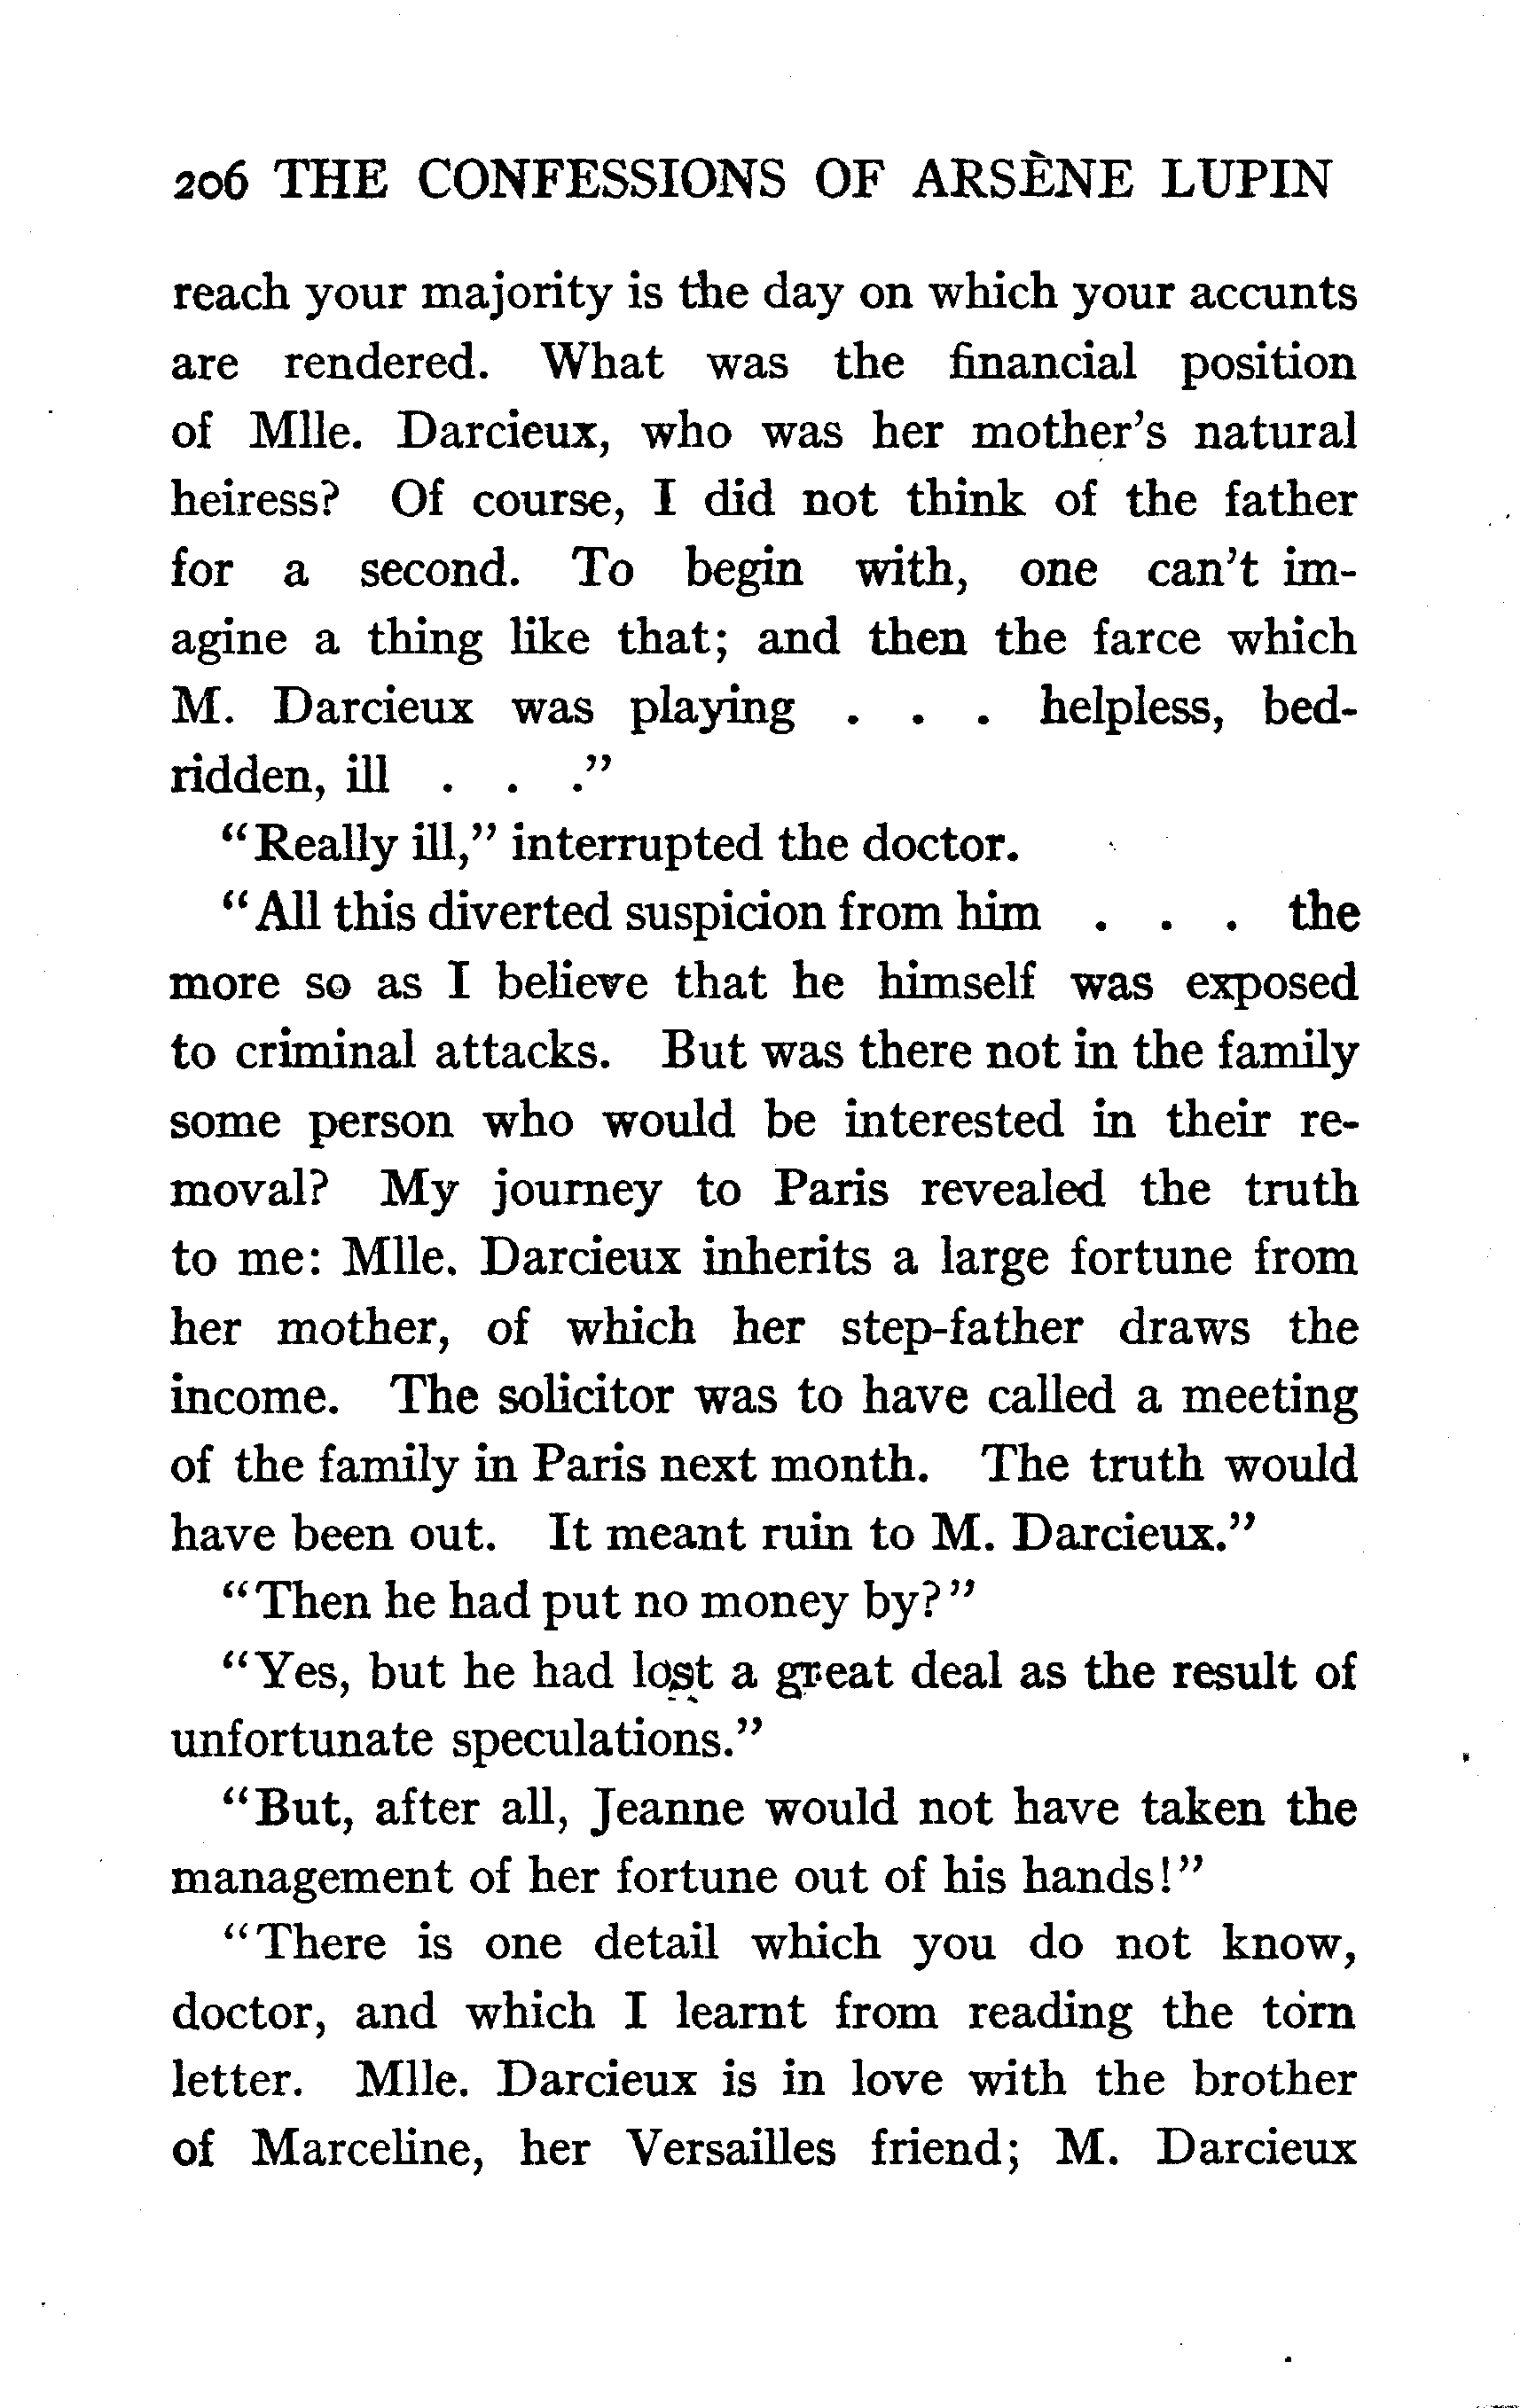 206 THE CONFESSIONS OF ARSÈNE LUPIN
reach your majority is the day on which your accunts
are rendered. What was the financial position
of Mlle. Darcieux, who was her mother's natural
heiress? Of course, I did not think of the father
for a second. To begin with, one can't im-
agine a thing like that; and then the farce which
M. Darcieux was playing . . . helpless, bed-
ridden, ill . . ."
"Really ill," interrupted the doctor.
"All this diverted suspicion from him . . . the
more so as I believe that he himself was exposed
to criminal attacks. But was there not in the family
some person who would be interested in their re-
moval? My journey to Paris revealed the truth
to me: Mlle. Darcieux inherits a large fortune from
her mother, of which her step-father draws the
income. The solicitor was to have called a meeting
of the family in Paris next month. The truth would
have been out. It meant ruin to M. Darcieux."
"Then he had put no money by?"
"Yes, but he had lost a great deal as the result of
unfortunate speculations."
"But, after all, Jeanne would not have taken the
management of her fortune out of his hands!"
"There is one detail which you do not know,
doctor, and which I learnt from reading the torn
letter. Mlle. Darcieux is in love with the brother
of Marceline, her Versailles friend; M. Darcieux